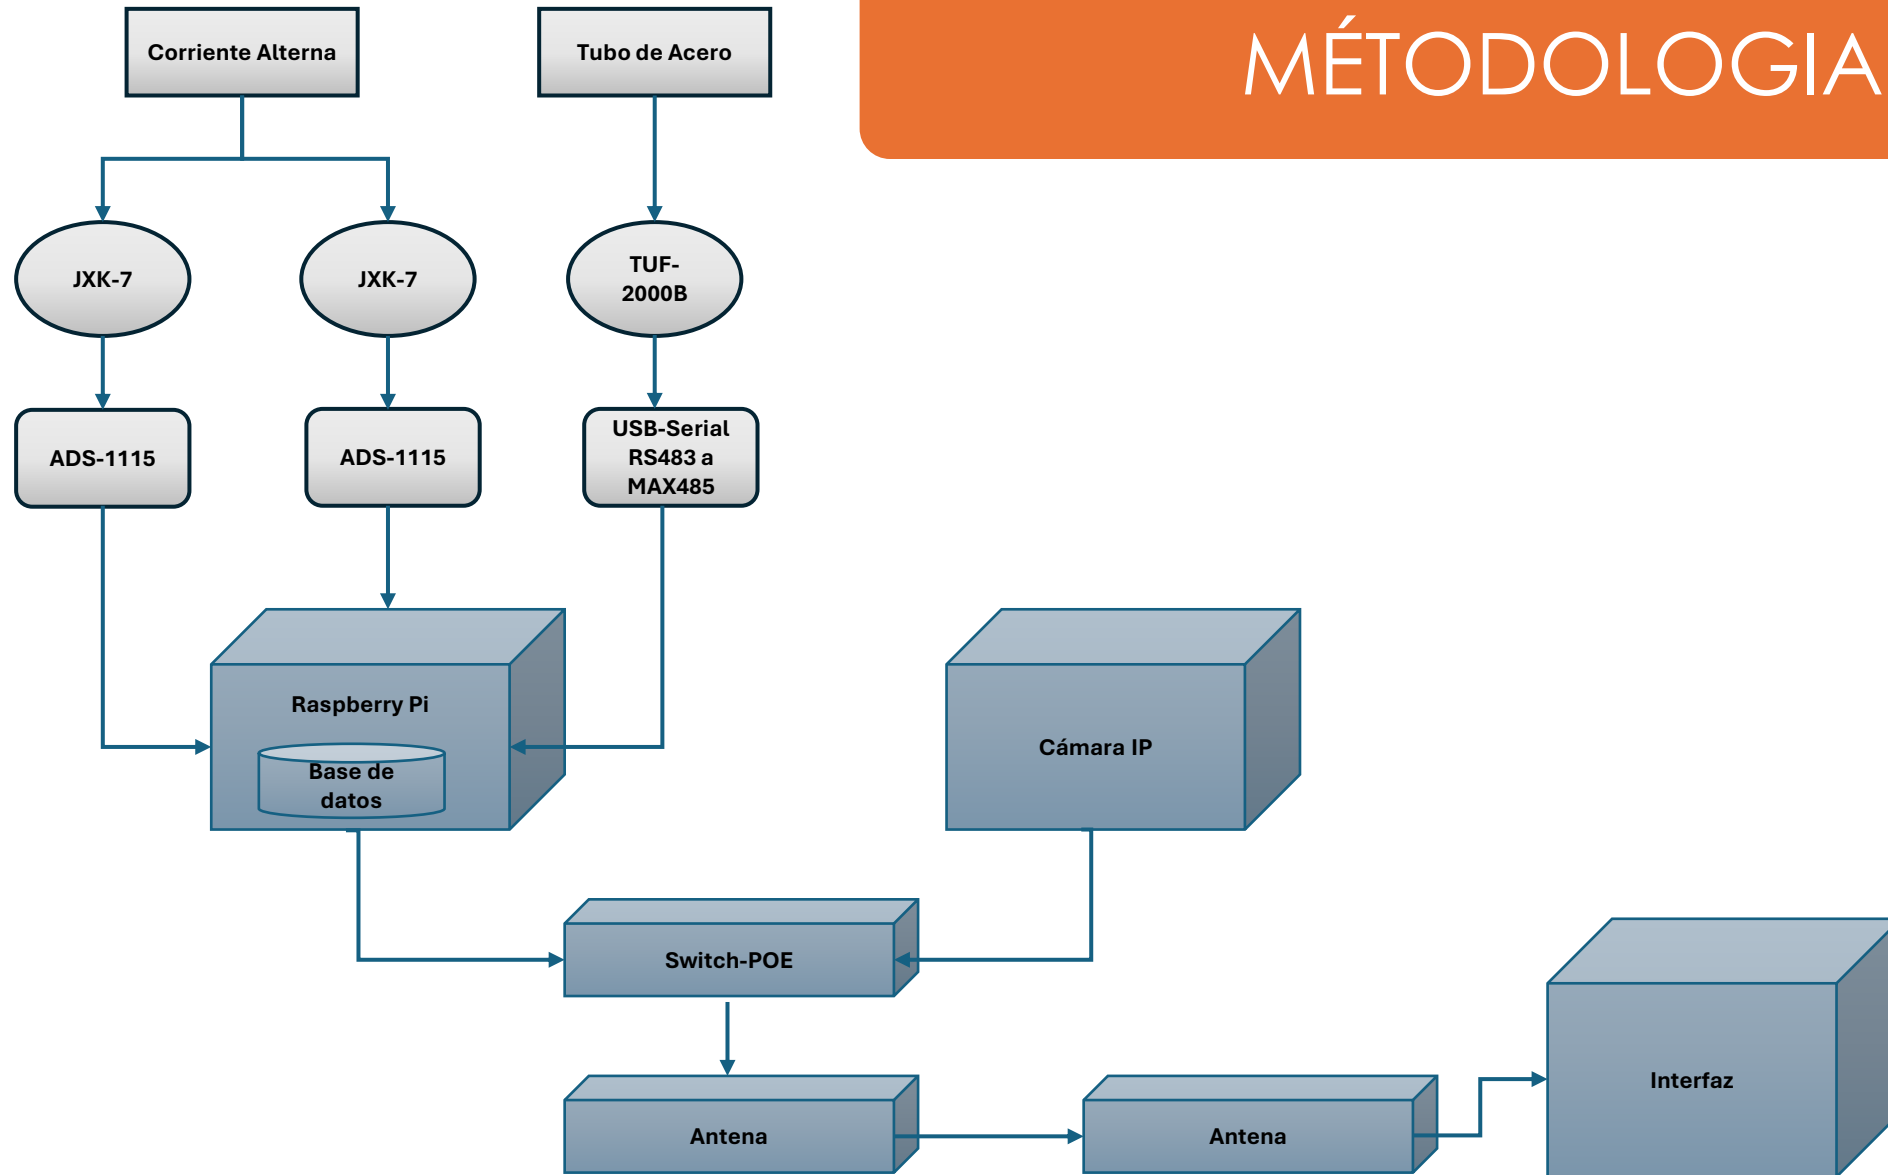 MÉTODOLOGIA
Corriente Alterna
Tubo de Acero
JXK-7
JXK-7
TUF-
2000B
ADS-1115
ADS-1115
USB-Serial
RS483 a
MAX485
Raspberry Pi
Base de
datos
Cámara IP
Switch-POE
Antena
Antena
Interfaz